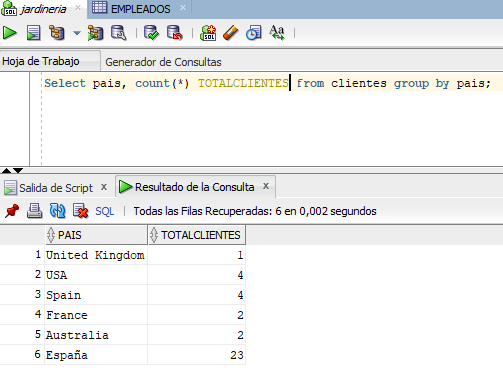 jardineria EMPLEADOS
Hoja de Trabajo Generador de Consultas
Select pais, count(*) TOTALCLIENTES from clientes group by pais;
Salida de Script x Resultado de la Consulta x
SQL | Todas las Filas Recuperadas: 6 en 0,002 segundos
PAIS TOTALCLIENTES
1 United Kingdom 1
2 USA 4
3 Spain 4
4 France 2
5 Australia 2
6 España 23